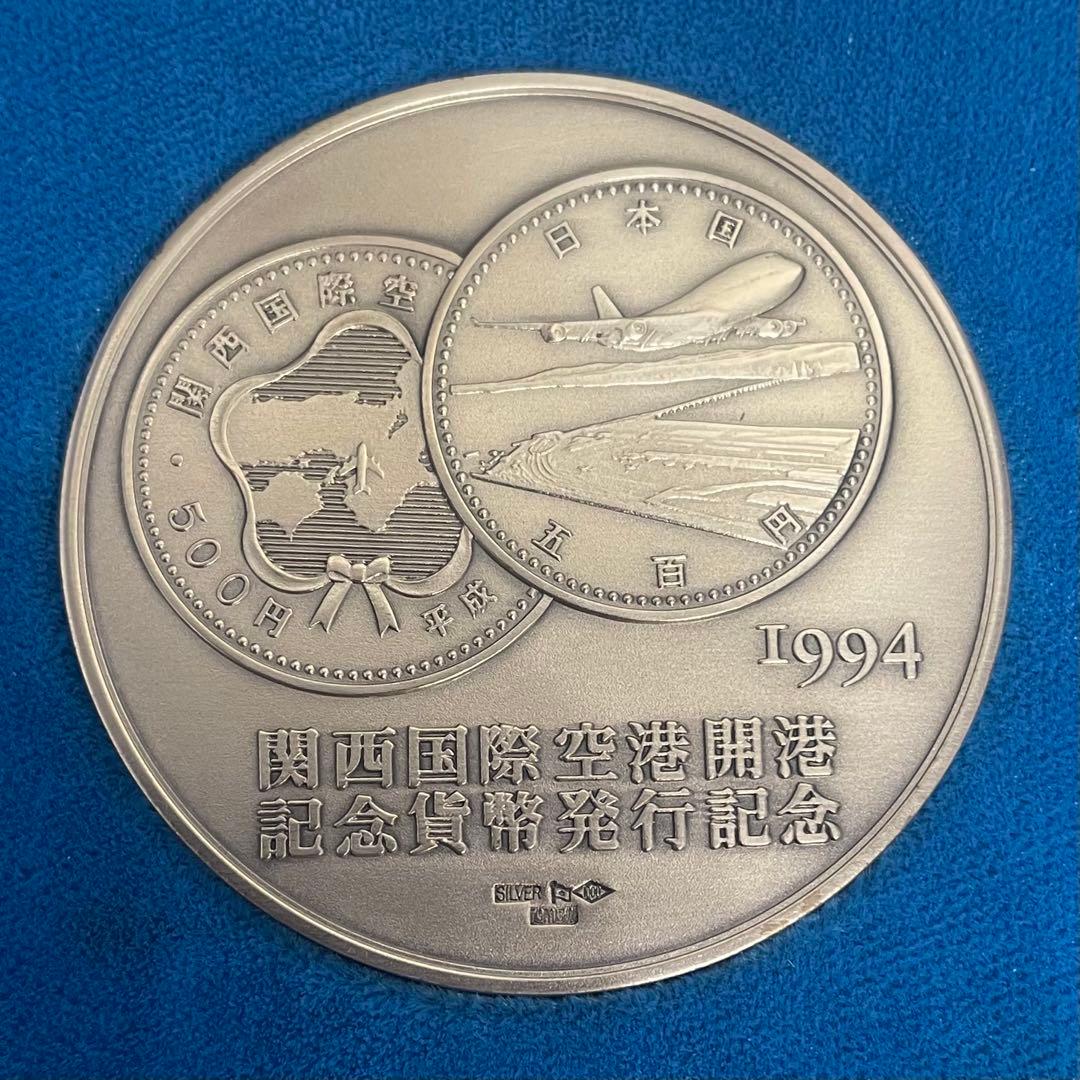 日本国
五百円
関西国際空
・500円
平成
1994
関西国際空港開港
記念貨幣発行記念
SILVER